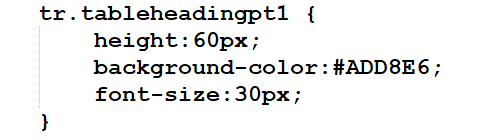 tr.tableheadingpt1 {
    height:60px;
    background-color:#ADD8E6;
    font-size:30px;
}